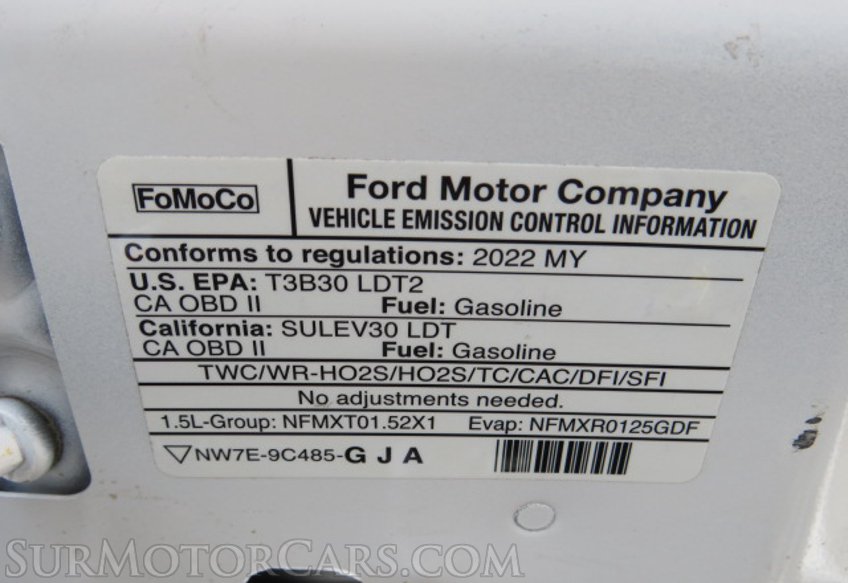 FoMoCo
Ford Motor Company
VEHICLE EMISSION CONTROL INFORMATION
Conforms to regulations: 2022 MY
U.S. EPA: T3B30 LDT2
CA OBD II Fuel: Gasoline
California: SULEV30 LDT
CA OBD II Fuel: Gasoline
TWC/WR-HO2S/HO2S/TC/CAC/DFI/SFI
No adjustments needed.
1.5L-Group: NFMXT01.52X1 Evap: NFMXR0125GDF
NW7E-9C485-G J A
SURMOTORCARS.COM